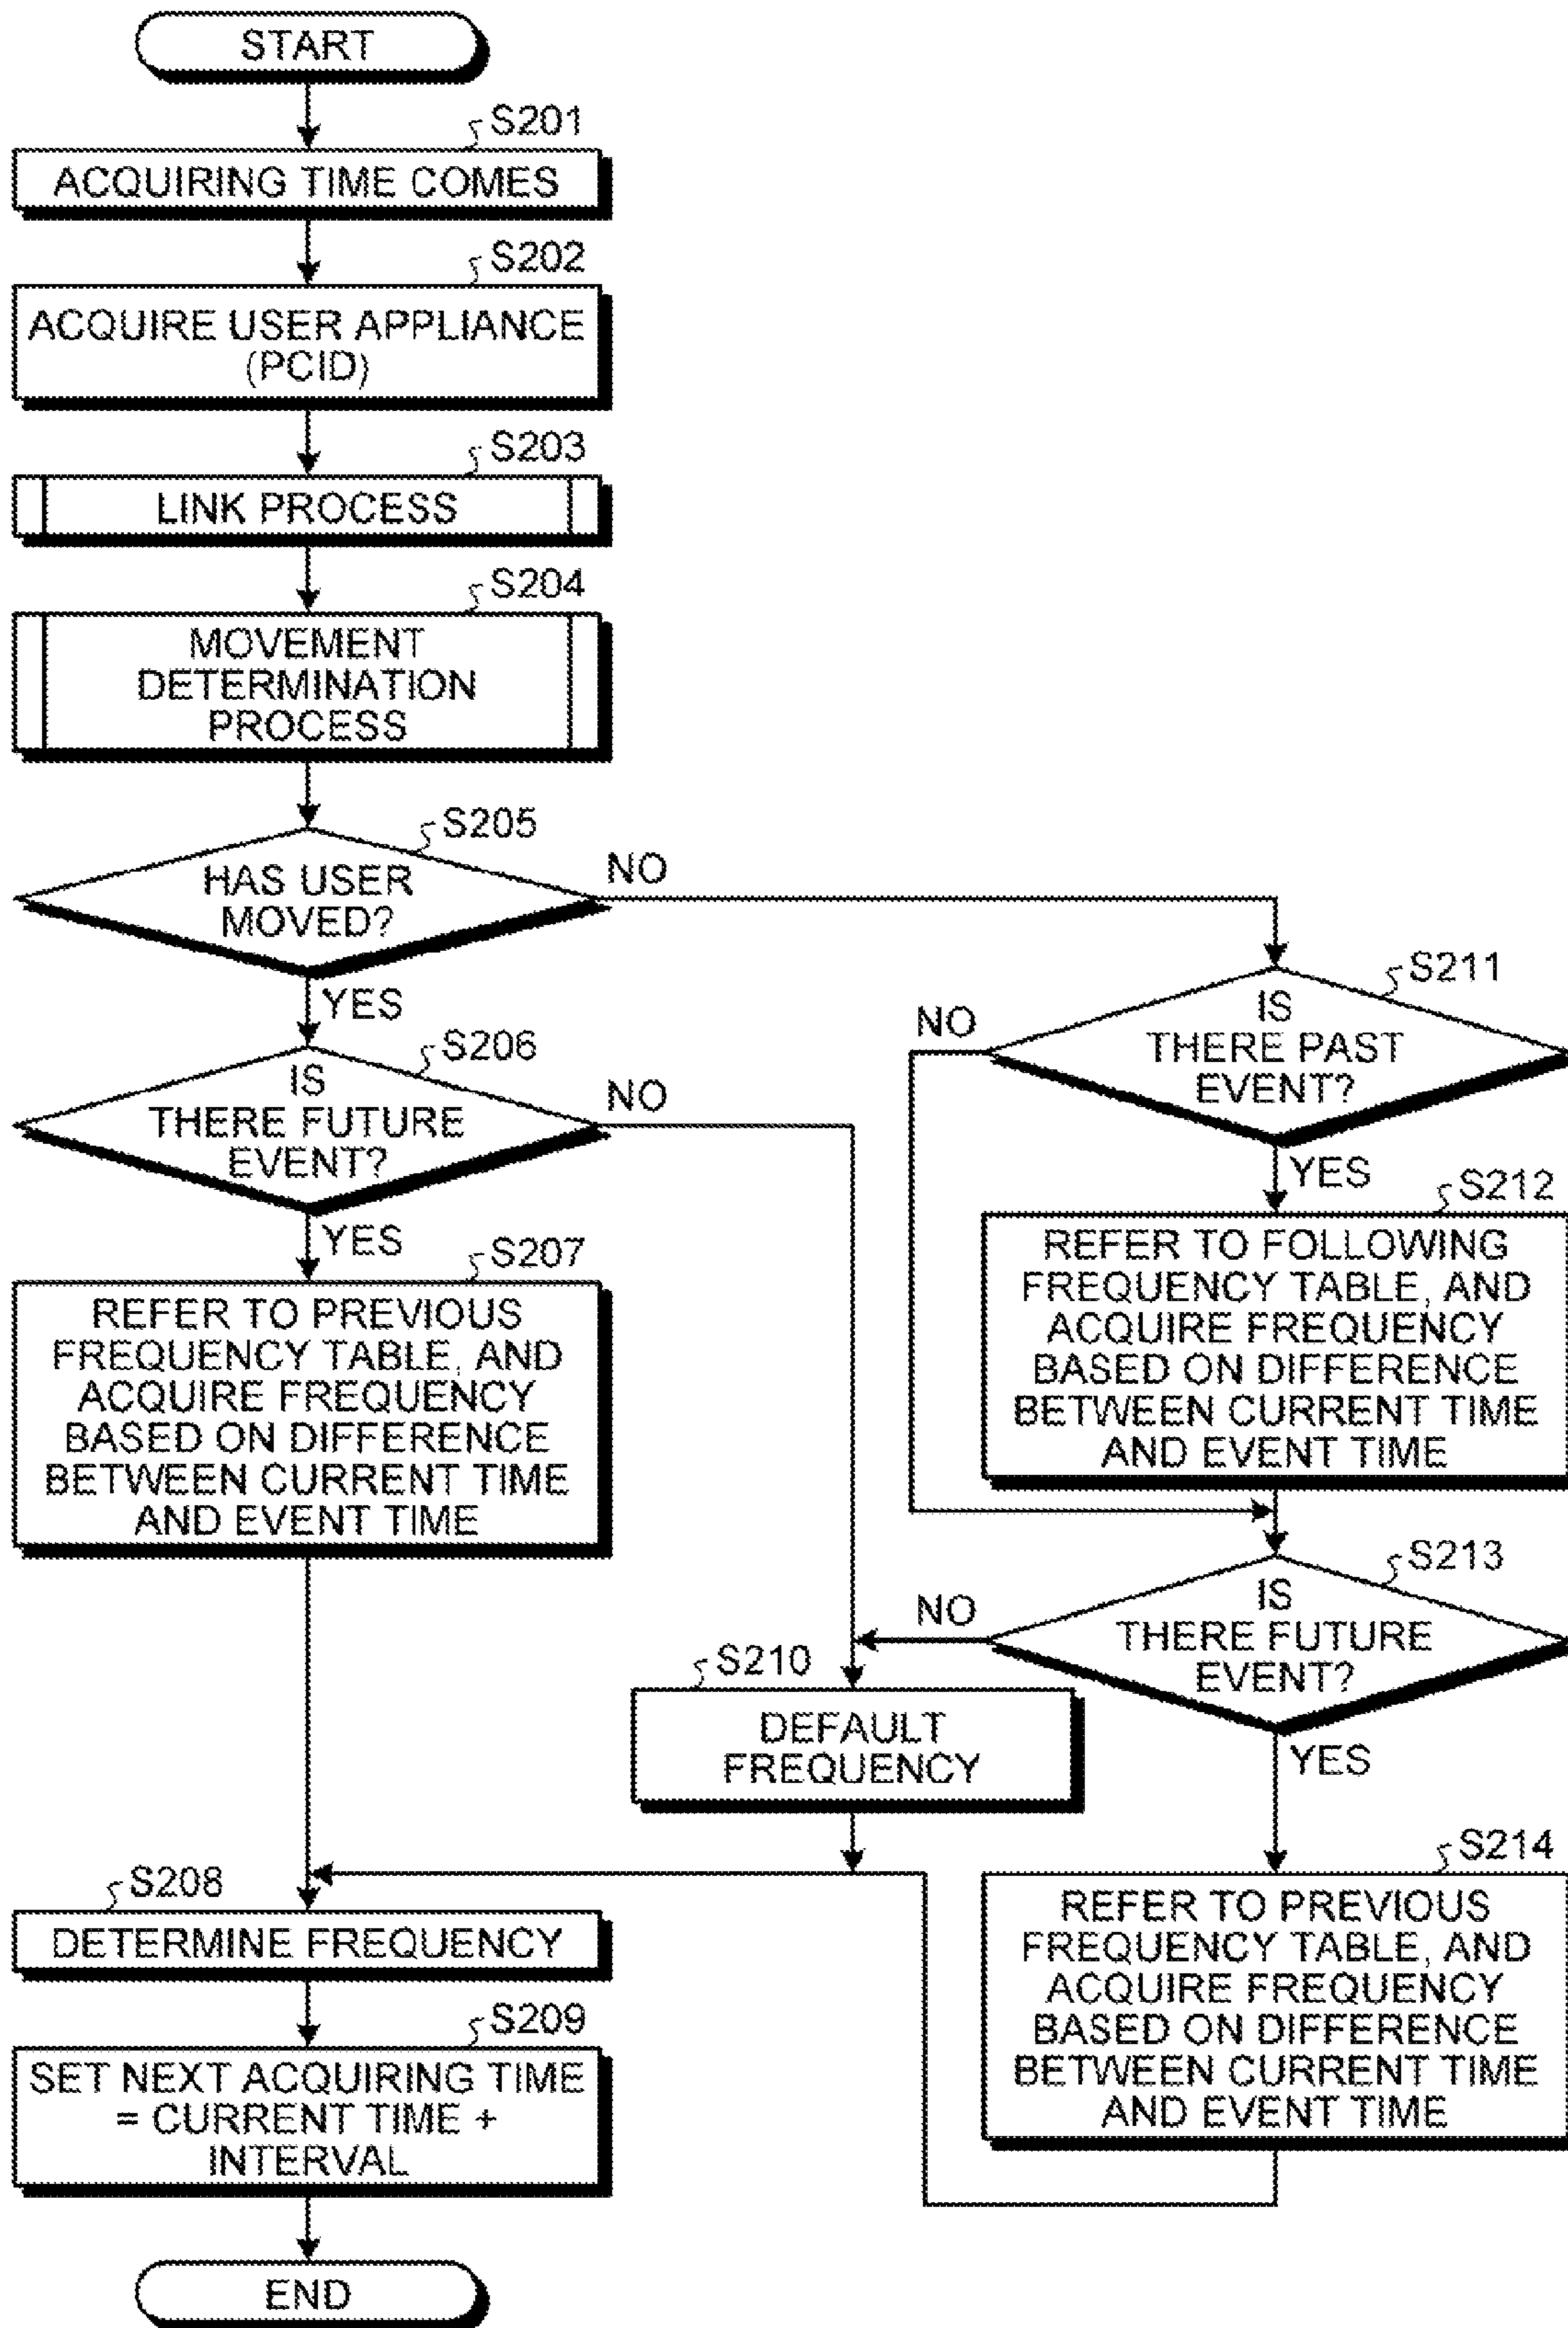 START
S201
ACQUIRING TIME COMES
S202
ACQUIRE USER APPLIANCE
(PCID)
S203
LINK PROCESS
S204
MOVEMENT
DETERMINATION
PROCESS
S205
HAS USER
MOVED?
NO
YES
S206
IS
THERE FUTURE
EVENT?
NO
YES
S207
REFER TO PREVIOUS
FREQUENCY TABLE, AND
ACQUIRE FREQUENCY
BASED ON DIFFERENCE
BETWEEN CURRENT TIME
AND EVENT TIME
S211
IS
THERE PAST
EVENT?
NO
YES
S212
REFER TO FOLLOWING
FREQUENCY TABLE, AND
ACQUIRE FREQUENCY
BASED ON DIFFERENCE
BETWEEN CURRENT TIME
AND EVENT TIME
S213
IS
THERE FUTURE
EVENT?
NO
YES
S210
DEFAULT
FREQUENCY
S214
REFER TO PREVIOUS
FREQUENCY TABLE, AND
ACQUIRE FREQUENCY
BASED ON DIFFERENCE
BETWEEN CURRENT TIME
AND EVENT TIME
S208
DETERMINE FREQUENCY
S209
SET NEXT ACQUIRING TIME
= CURRENT TIME +
INTERVAL
END